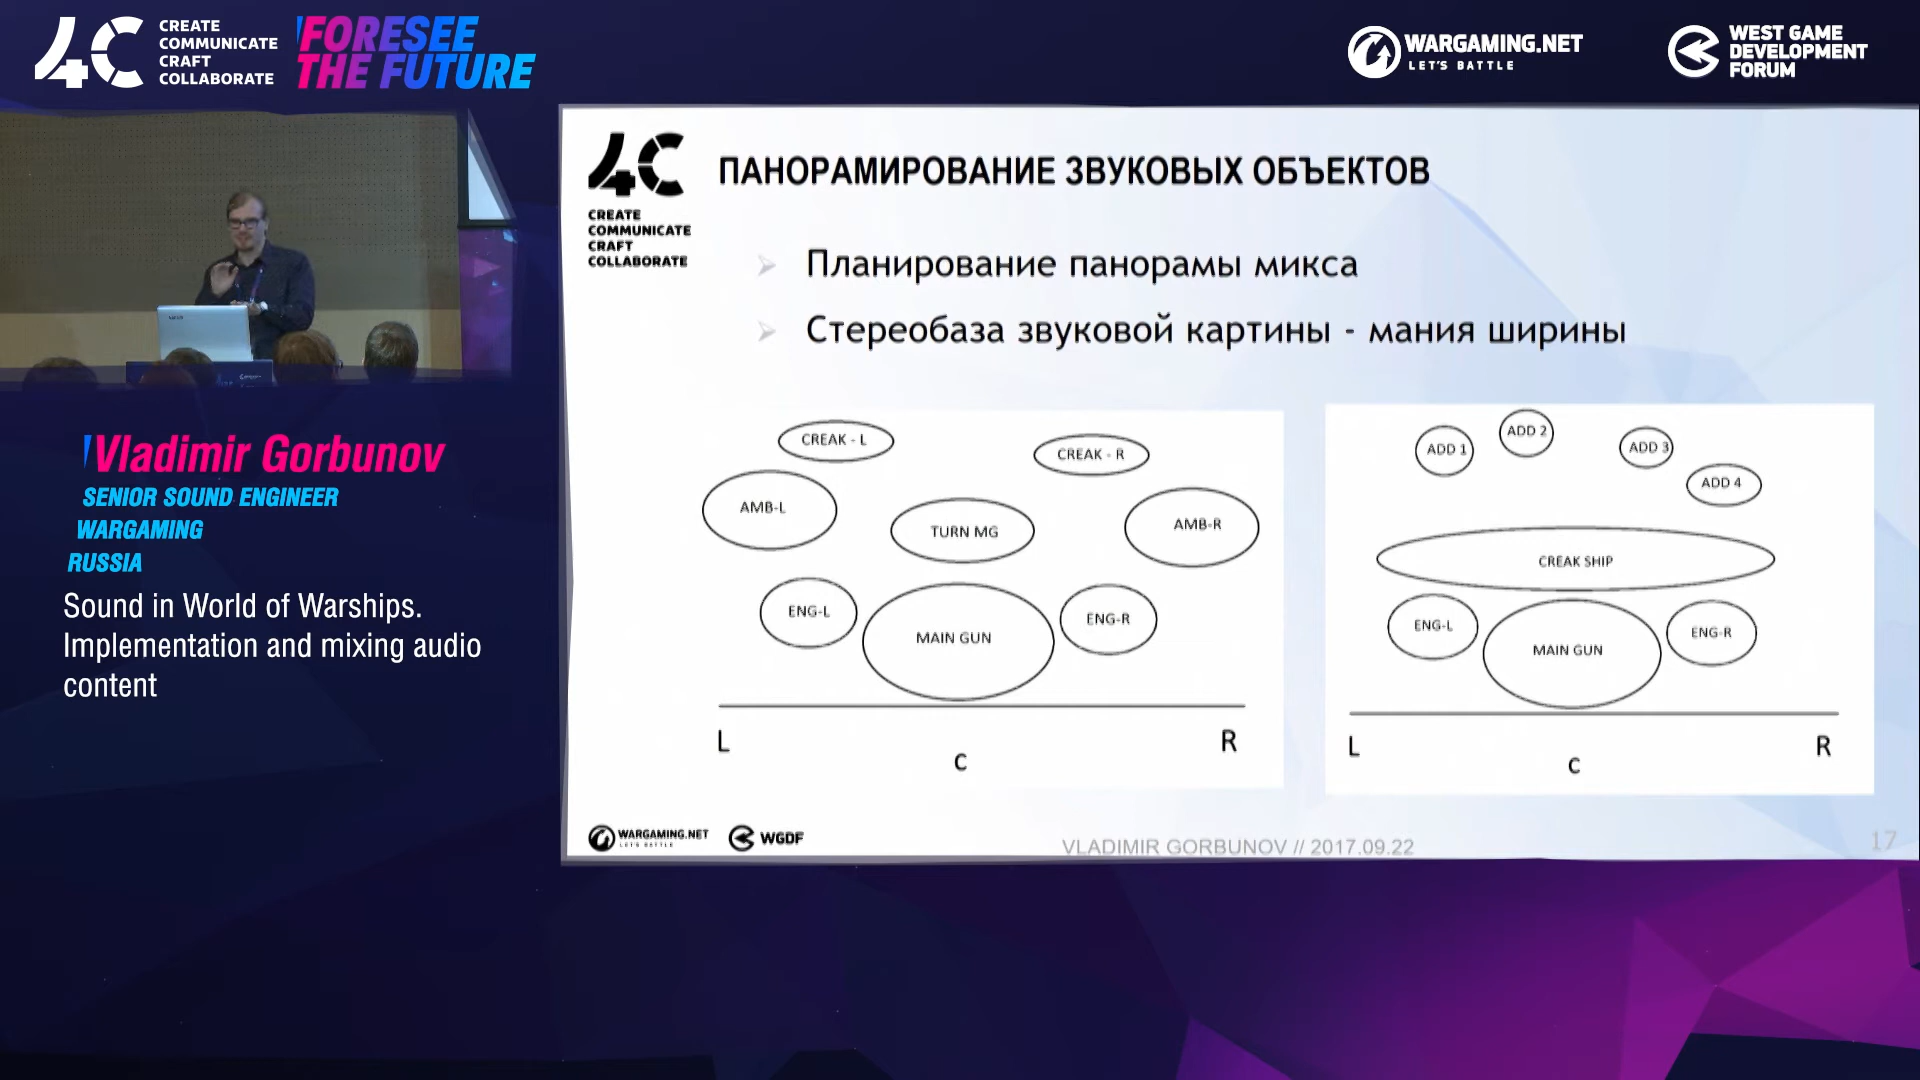 4C
CREATE
COMMUNICATE
CRAFT
COLLABORATE
FORESEE
THE FUTURE
WARGAMING.NET
LET'S BATTLE
WEST GAME
DEVELOPMENT
FORUM
Vladimir Gorbunov
SENIOR SOUND ENGINEER
WARGAMING
RUSSIA
Sound in World of Warships.
Implementation and mixing audio
content
4C
CREATE
COMMUNICATE
CRAFT
COLLABORATE
ПАНОРАМИРОВАНИЕ ЗВУКОВЫХ ОБЪЕКТОВ
Планирование панорамы микса
Стереобаза звуковой картины - мания ширины
CREAK - L
CREAK - R
AMB-L
TURN MG
AMB-R
ENG-L
MAIN GUN
ENG-R
L
C
R
ADD 1
ADD 2
ADD 3
ADD 4
CREAK SHIP
ENG-L
MAIN GUN
ENG-R
L
C
R
WARGAMING.NET
LET'S BATTLE
WGDF
VLADIMIR GORBUNOV // 2017.09.22
17